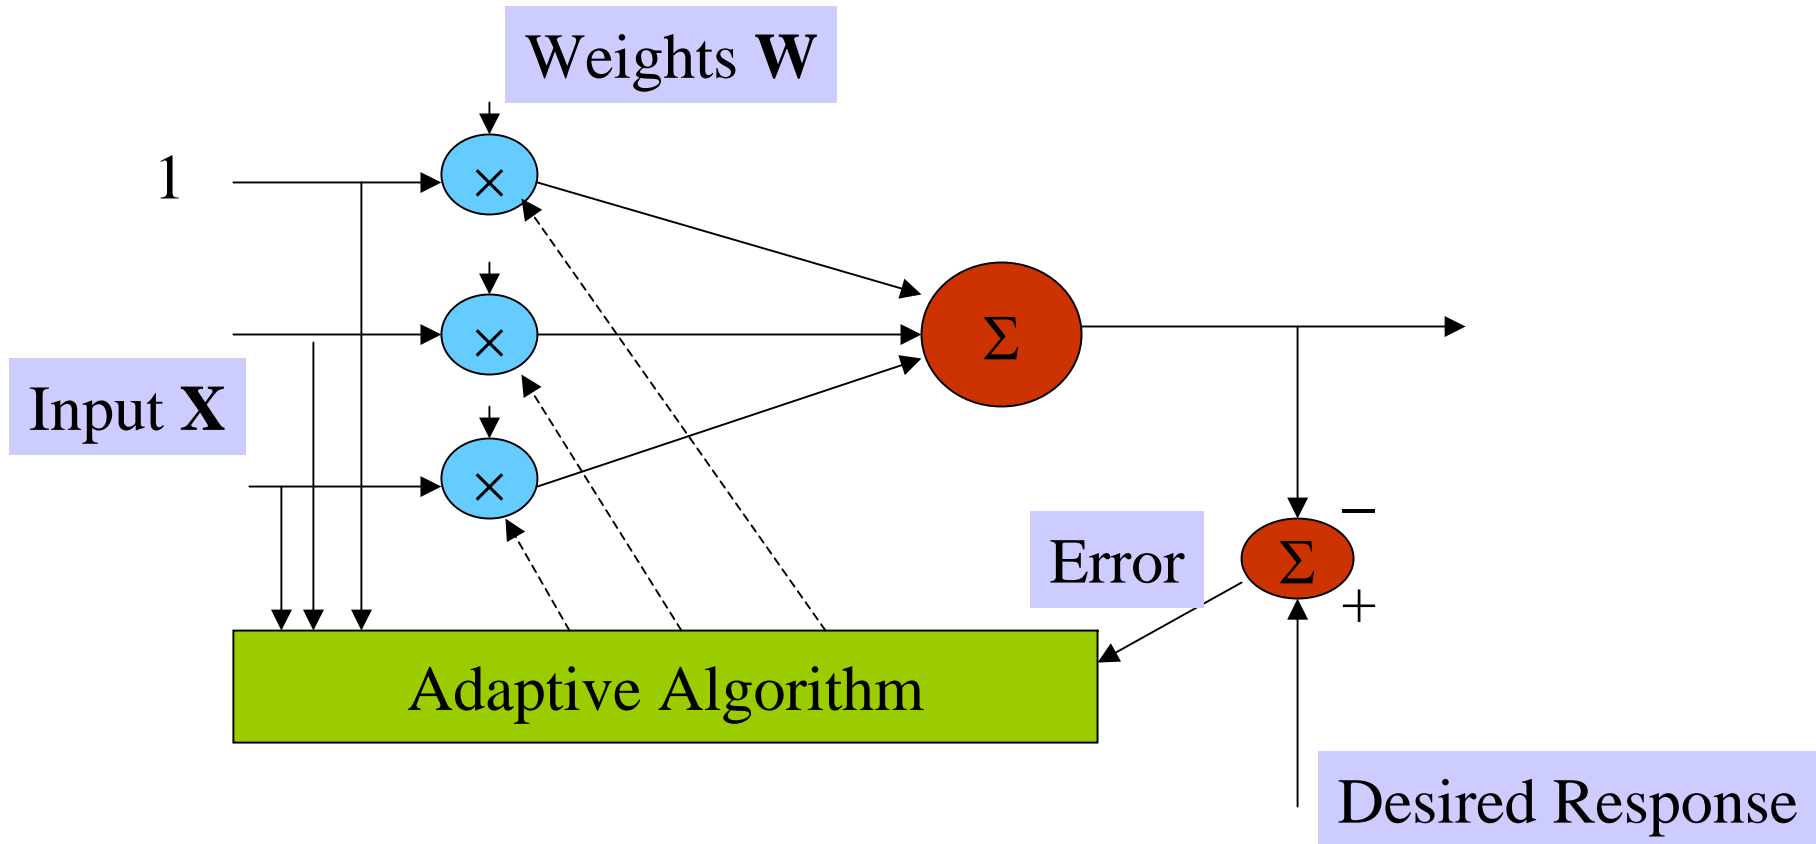 Weights W
1
×
×
Σ
Input X
×
−
Error
Σ
+
Adaptive Algorithm
Desired Response